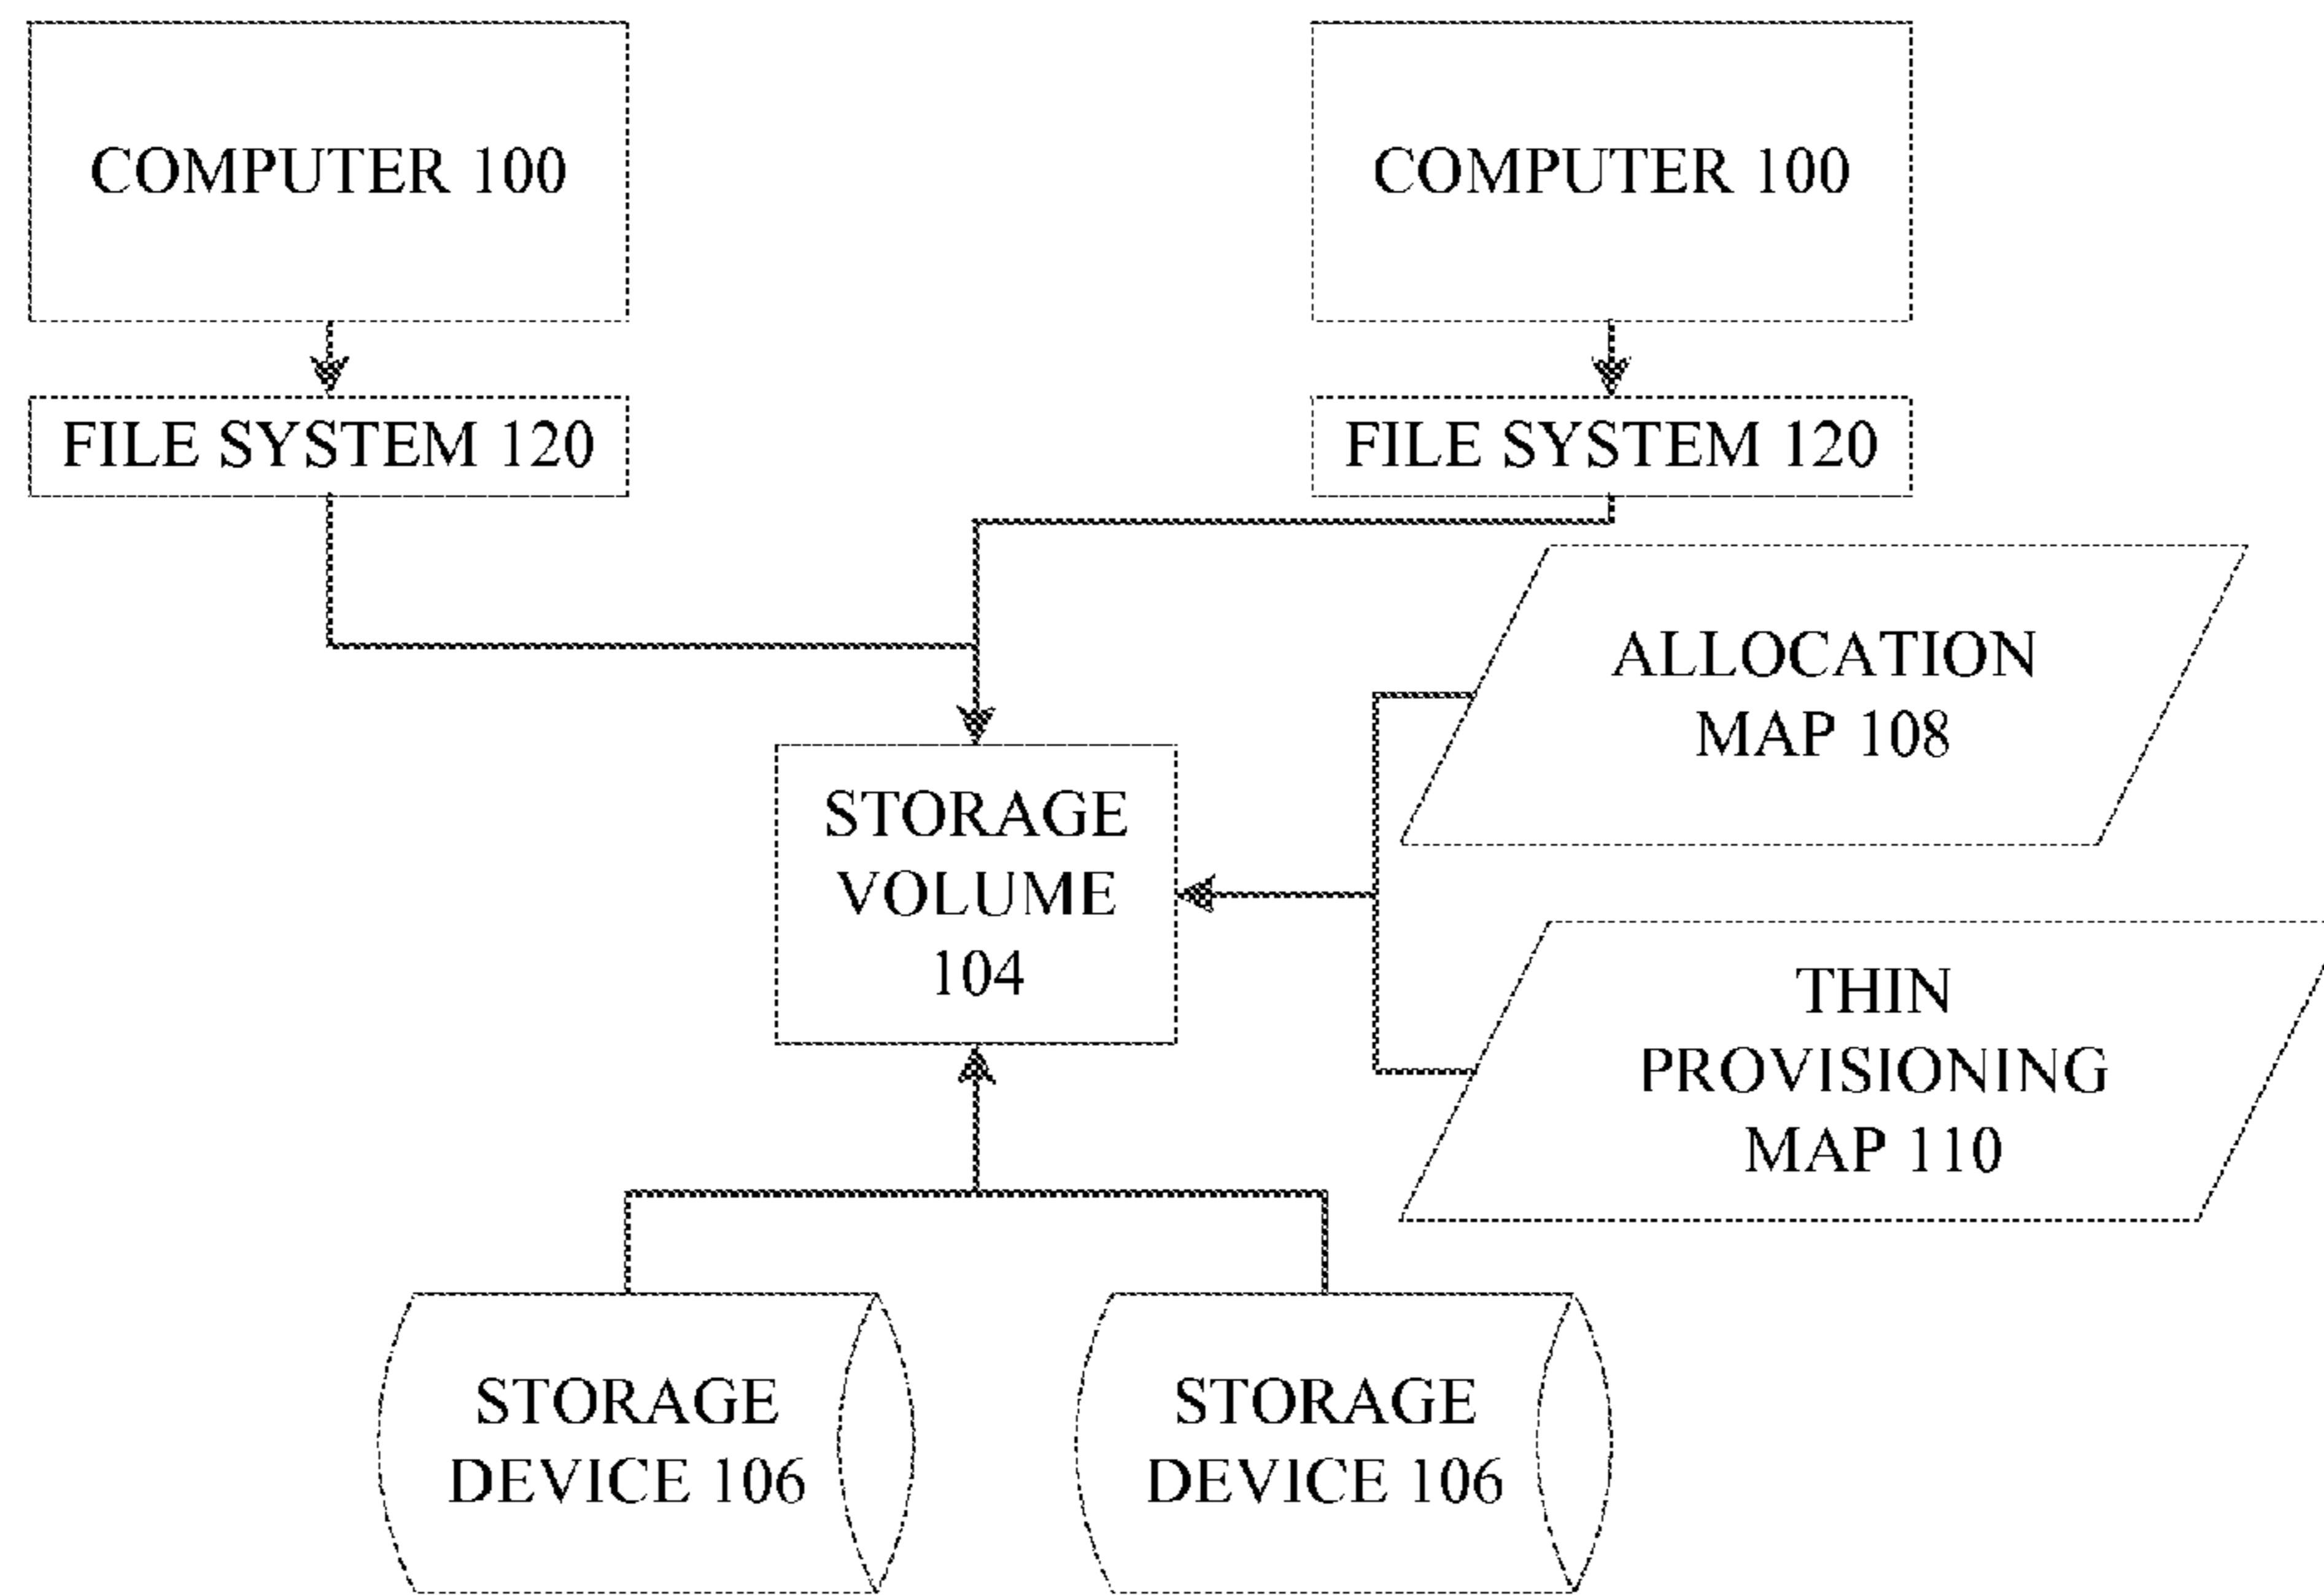 COMPUTER 100
COMPUTER 100
FILE SYSTEM 120
FILE SYSTEM 120
ALLOCATION
MAP 108
STORAGE
VOLUME
104
THIN
PROVISIONING
MAP 110
STORAGE
DEVICE 106
STORAGE
DEVICE 106